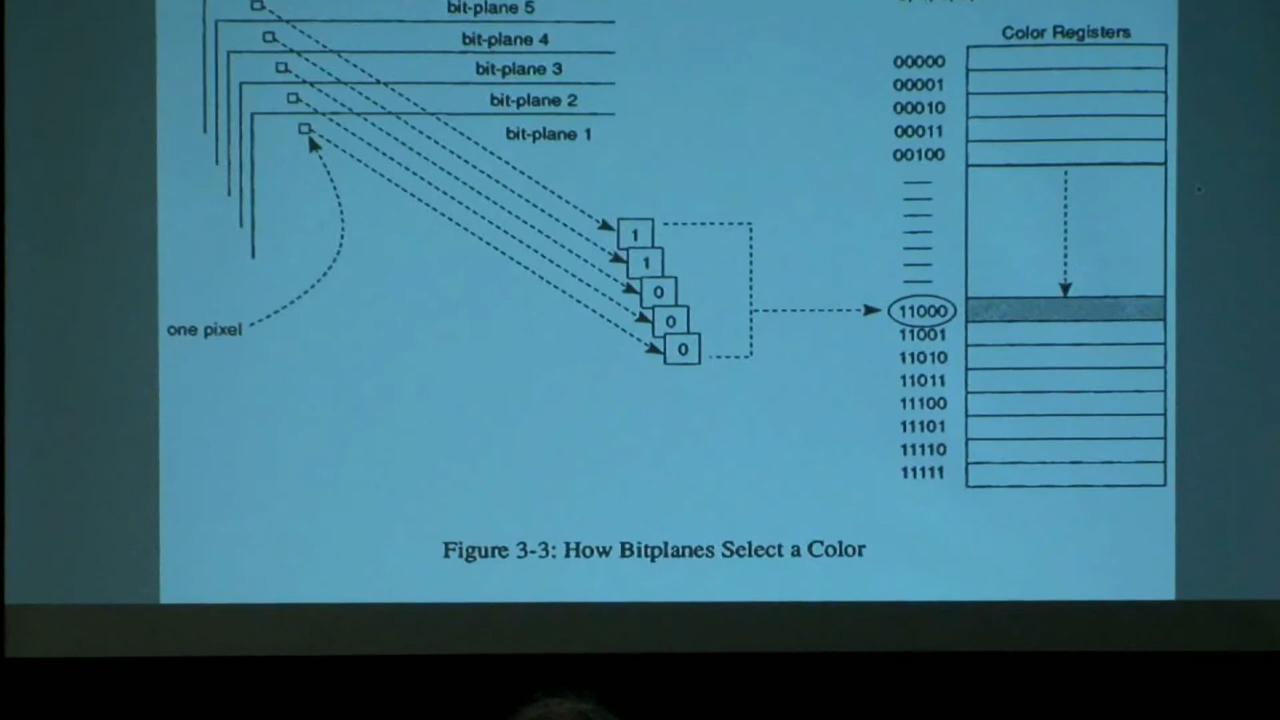 bit-plane 5
bit-plane 4
bit-plane 3
bit-plane 2
bit-plane 1
one pixel
1
1
0
0
0
Color Registers
00000
00001
00010
00011
00100
11000
11001
11010
11011
11100
11101
11110
11111
Figure 3-3: How Bitplanes Select a Color